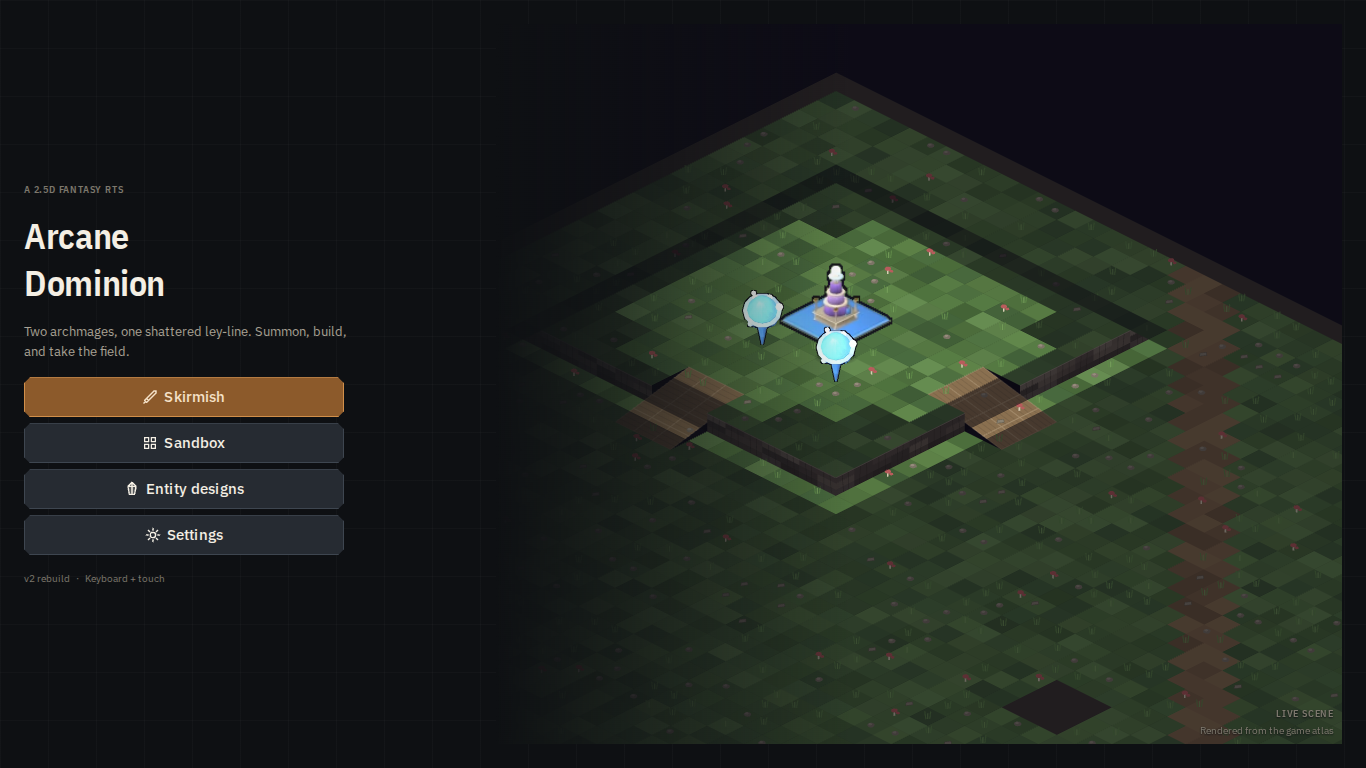 A 2.5D FANTASY RTS
Arcane
Dominion
Two archmages, one shattered ley-line. Summon, build,
and take the field.
Skirmish
Sandbox
Entity designs
Settings
v2 rebuild · Keyboard + touch
LIVE SCENE
Rendered from the game atlas